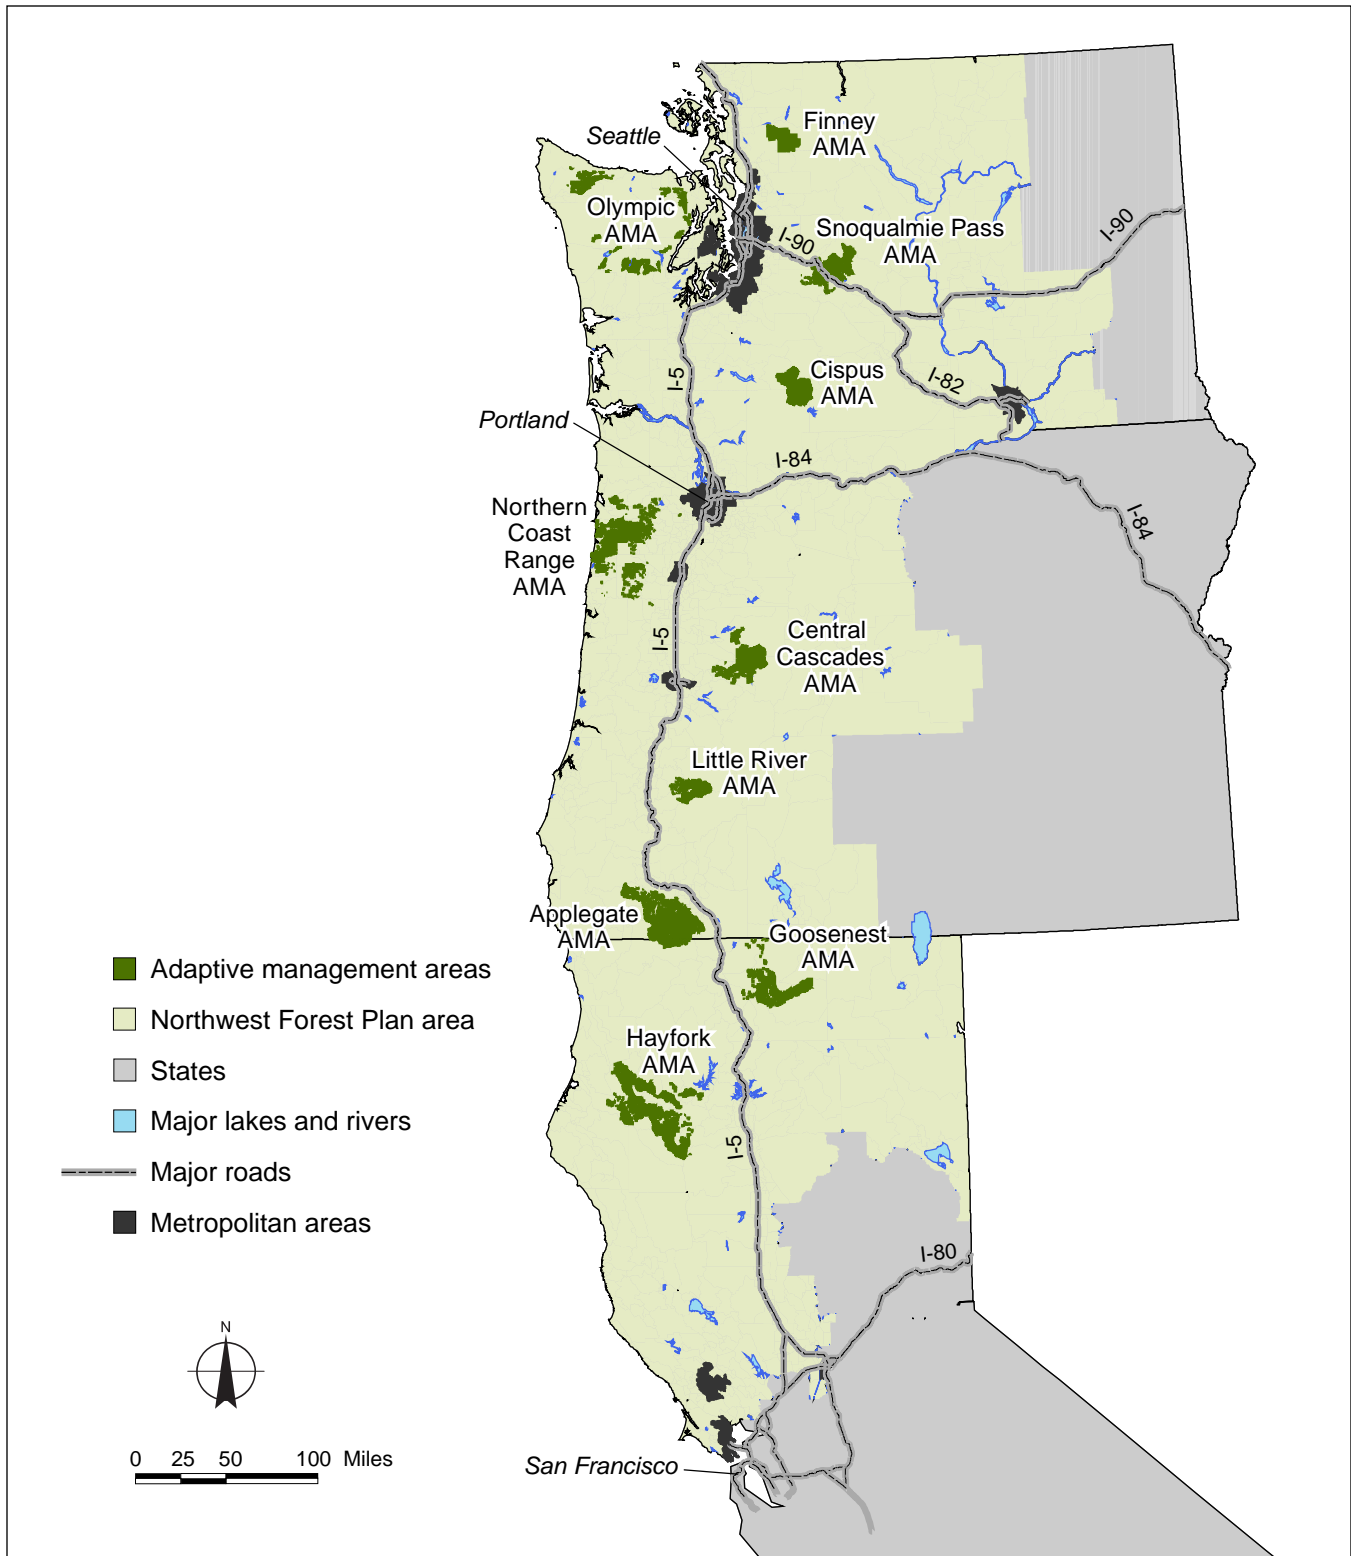 Finney
AMA
Seattle
Olympic
AMA
Snoqualmie Pass
AMA
I-90
I-90
Cispus
AMA
I-5
I-82
Portland
I-84
I-84
Northern
Coast
Range
AMA
Central
Cascades
AMA
I-5
Little River
AMA
Applegate
AMA
Goosenest
AMA
Hayfork
AMA
I-5
I-80
San Francisco
Adaptive management areas
Northwest Forest Plan area
States
Major lakes and rivers
Major roads
Metropolitan areas
N
0 25 50 100 Miles